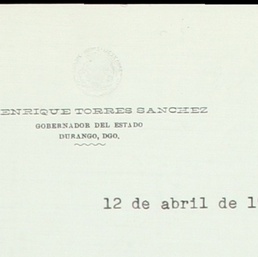 ENRIQUE TORRES SANCHEZ
GOBERNADOR DEL ESTADO
DURANGO, DGO.
12 de abril de 1